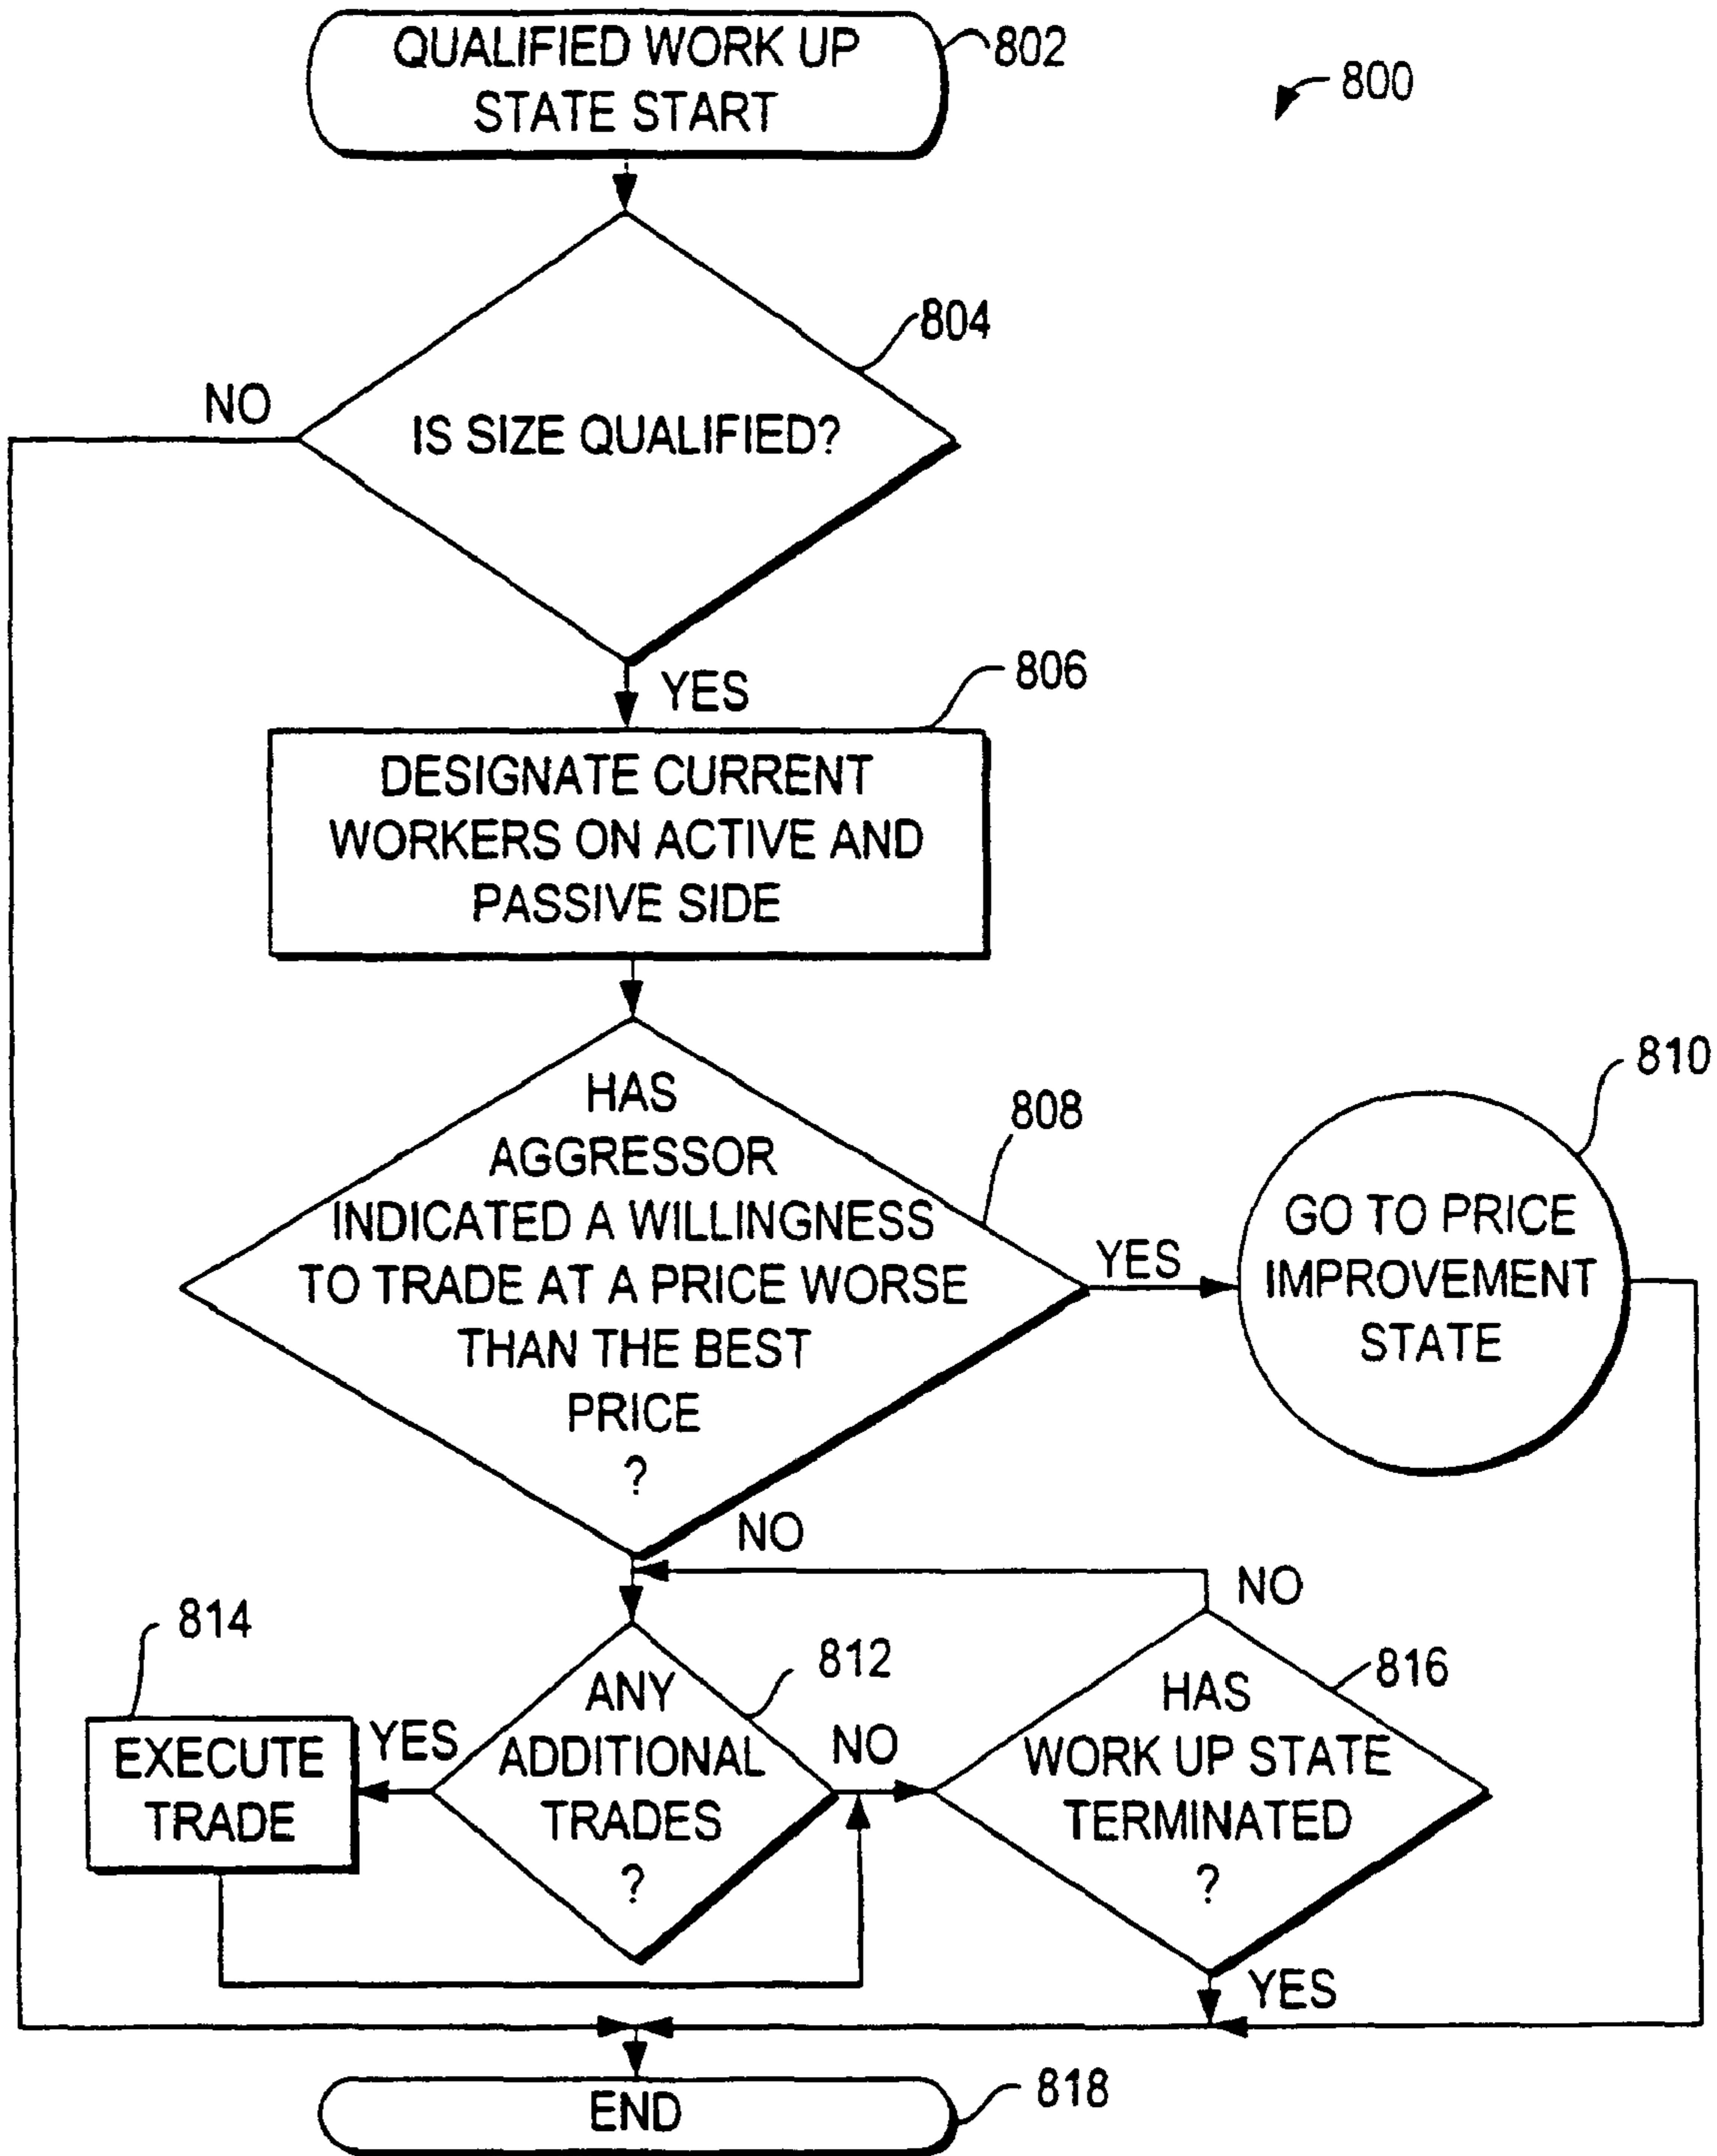 QUALIFIED WORK UP
STATE START
802
800
804
NO
IS SIZE QUALIFIED?
YES
806
DESIGNATE CURRENT
WORKERS ON ACTIVE AND
PASSIVE SIDE
HAS
AGGRESSOR
INDICATED A WILLINGNESS
TO TRADE AT A PRICE WORSE
THAN THE BEST
PRICE
?
808
YES
810
GO TO PRICE
IMPROVEMENT
STATE
NO
NO
814
EXECUTE
TRADE
YES
812
ANY
ADDITIONAL
TRADES
?
NO
816
HAS
WORK UP STATE
TERMINATED
?
YES
END
818